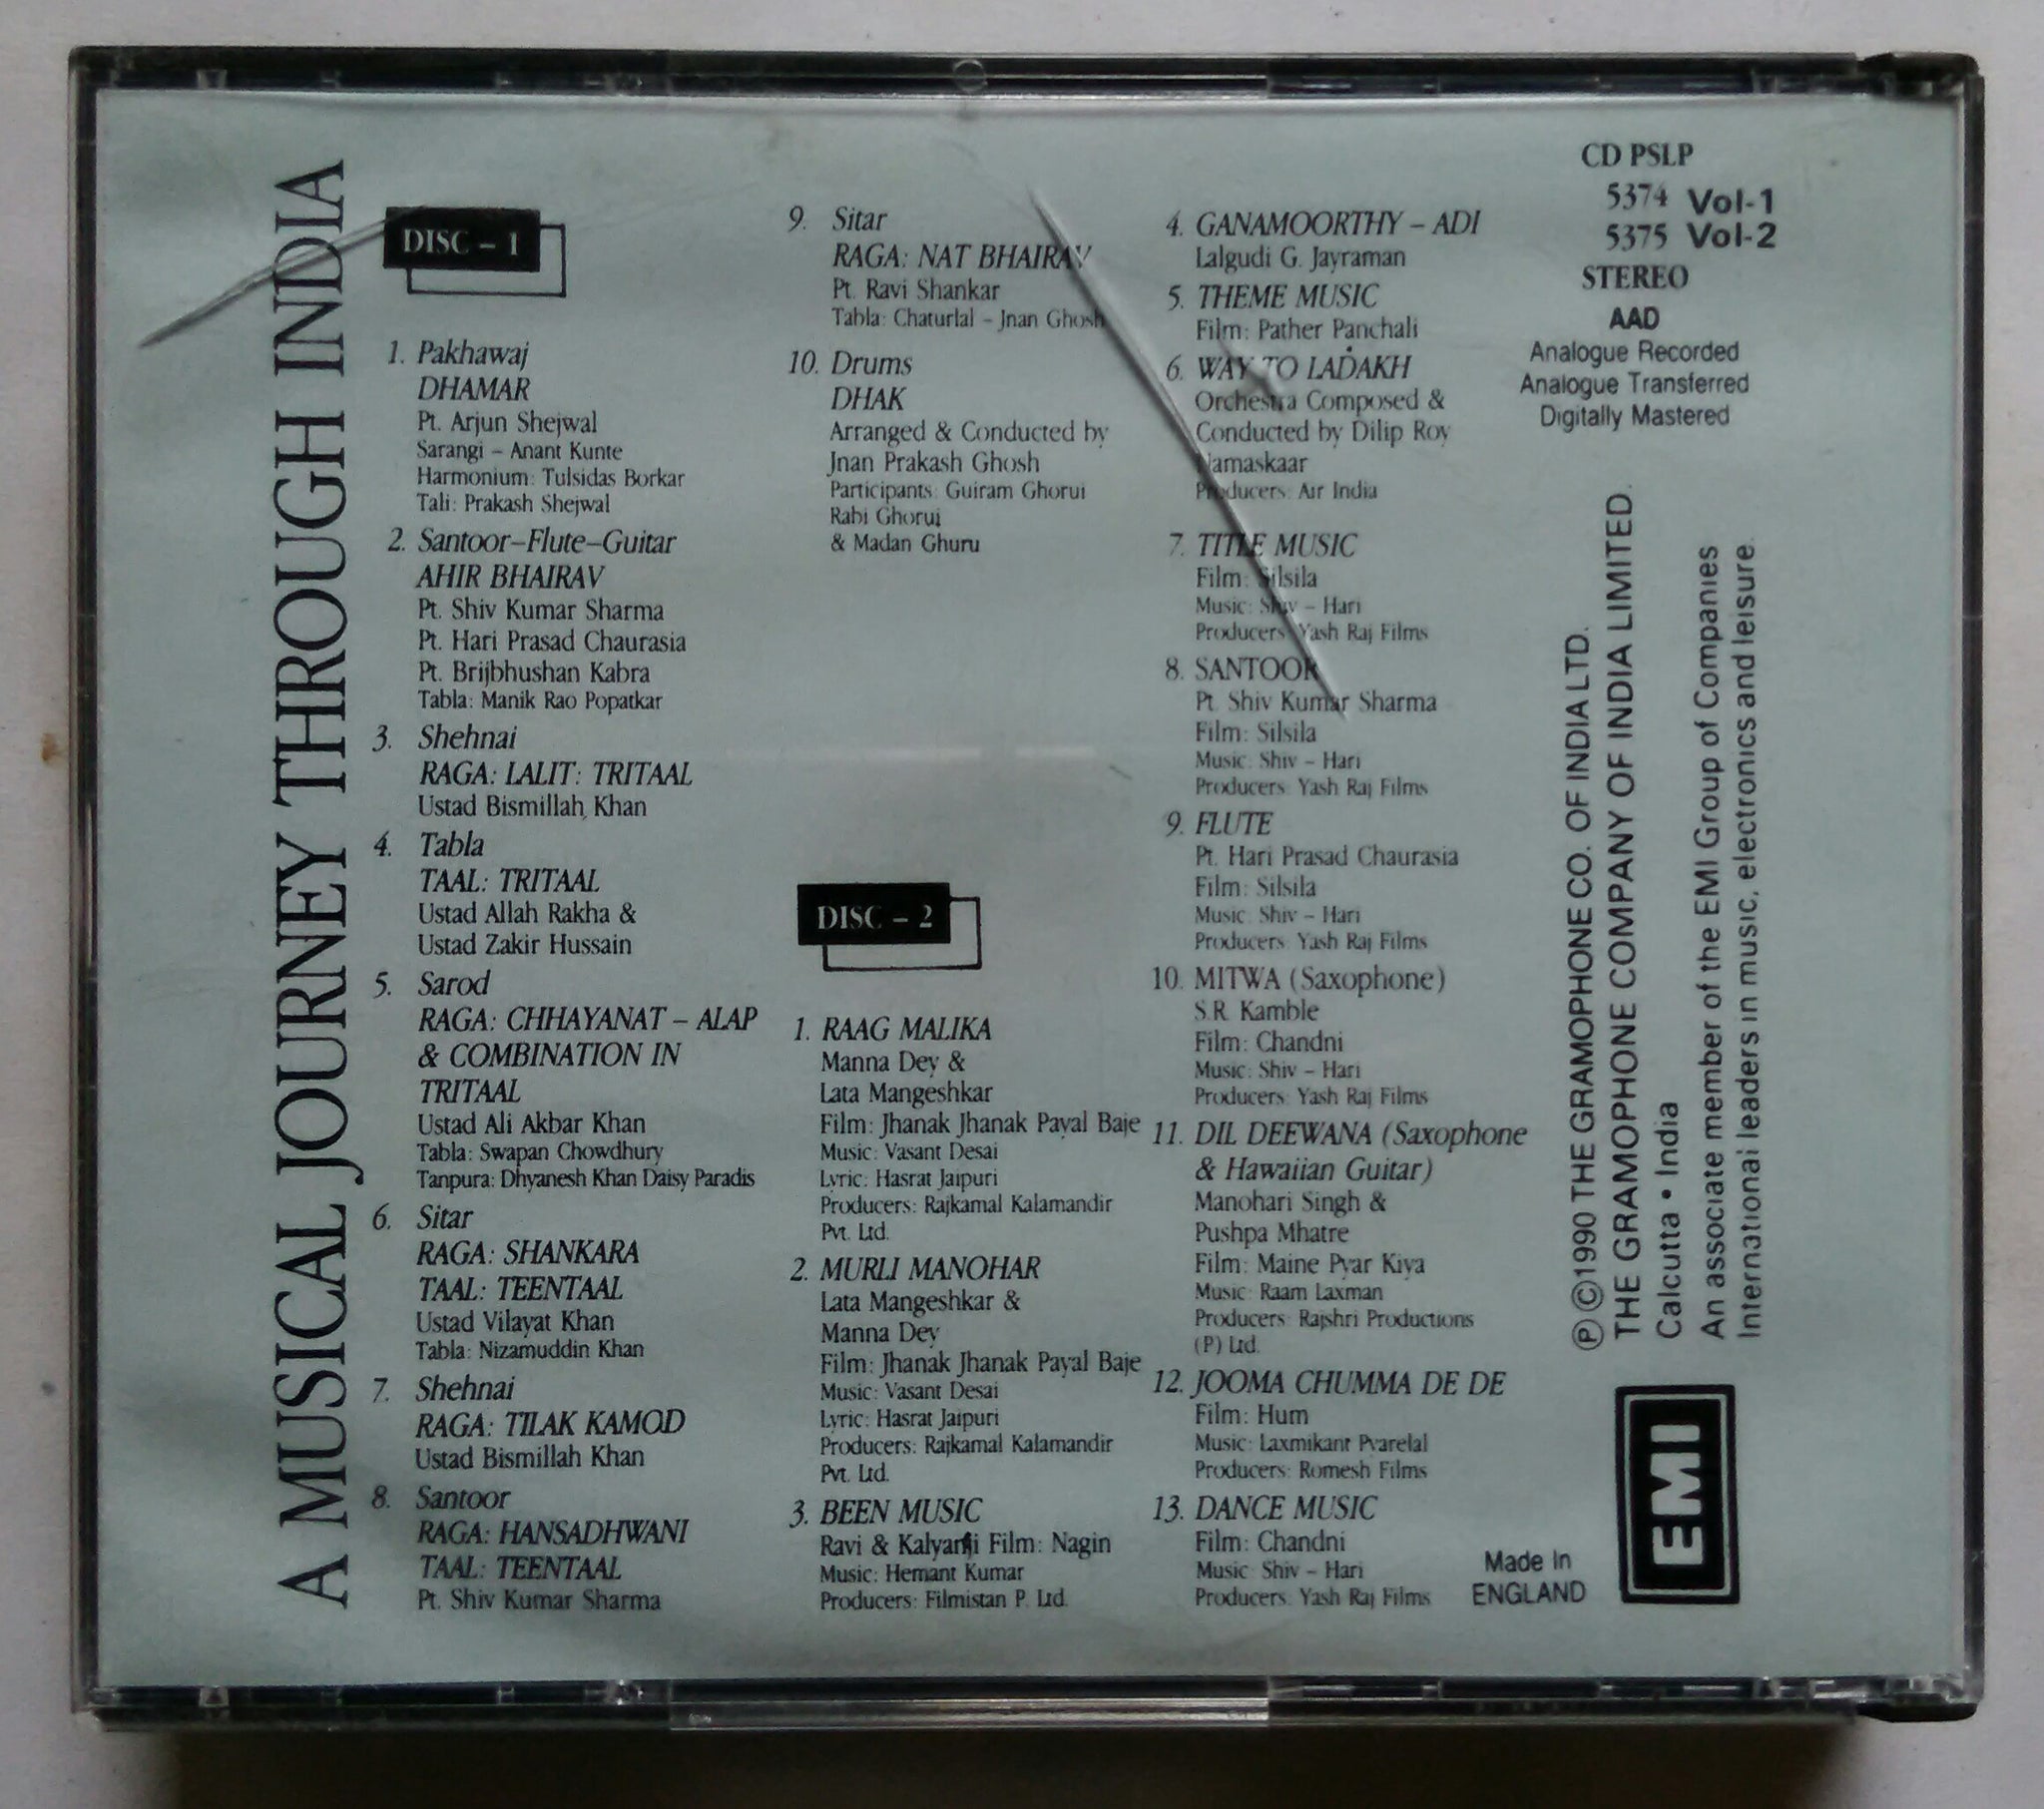 A MUSICAL JOURNEY THROUGH INDIA
DISC – 1
1. Pakhawaj
DHAMAR
Pt. Arjun Shejwal
Sarangi – Anant Kunte
Harmonium: Tulsidas Borkar
Tali: Prakash Shejwal
2. Santoor–Flute–Guitar
AHIR BHAIRAV
Pt. Shiv Kumar Sharma
Pt. Hari Prasad Chaurasia
Pt. Brijbhushan Kabra
Tabla: Manik Rao Popatkar
3. Shehnai
RAGA: LALIT: TRITAAL
Ustad Bismillah Khan
4. Tabla
TAAL: TRITAAL
Ustad Allah Rakha &
Ustad Zakir Hussain
5. Sarod
RAGA: CHHAYANAT – ALAP
& COMBINATION IN
TRITAAL
Ustad Ali Akbar Khan
Tabla: Swapan Chowdhury
Tanpura: Dhyanesh Khan Daisy Paradis
6. Sitar
RAGA: SHANKARA
TAAL: TEENTAAL
Ustad Vilayat Khan
Tabla: Nizamuddin Khan
7. Shehnai
RAGA: TILAK KAMOD
Ustad Bismillah Khan
8. Santoor
RAGA: HANSADHWANI
TAAL: TEENTAAL
Pt. Shiv Kumar Sharma
9. Sitar
RAGA: NAT BHAIRAV
Pt. Ravi Shankar
Tabla: Chaturlal – Jnan Ghosh
10. Drums
DHAK
Arranged & Conducted by
Jnan Prakash Ghosh
Participants: Guiram Ghorui
Rabi Ghorui
& Madan Ghuru
DISC – 2
1. RAAG MALIKA
Manna Dey &
Lata Mangeshkar
Film: Jhanak Jhanak Payal Baje
Music: Vasant Desai
Lyric: Hasrat Jaipuri
Producers: Rajkamal Kalamandir
Pvt. Ltd.
2. MURLI MANOHAR
Lata Mangeshkar &
Manna Dey
Film: Jhanak Jhanak Payal Baje
Music: Vasant Desai
Lyric: Hasrat Jaipuri
Producers: Rajkamal Kalamandir
Pvt. Ltd.
3. BEEN MUSIC
Ravi & Kalyanji Film: Nagin
Music: Hemant Kumar
Producers: Filmistan P. Ltd.
4. GANAMOORTHY – ADI
Lalgudi G. Jayraman
5. THEME MUSIC
Film: Pather Panchali
6. WAY TO LADAKH
Orchestra Composed &
Conducted by Dilip Roy
Namaskaar
Producers: Air India
7. TITLE MUSIC
Film: Silsila
Music: Shiv – Hari
Producers: Yash Raj Films
8. SANTOOR
Pt. Shiv Kumar Sharma
Film: Silsila
Music: Shiv – Hari
Producers: Yash Raj Films
9. FLUTE
Pt. Hari Prasad Chaurasia
Film: Silsila
Music: Shiv – Hari
Producers: Yash Raj Films
10. MITWA (Saxophone)
S.R. Kamble
Film: Chandni
Music: Shiv – Hari
Producers: Yash Raj Films
11. DIL DEEWANA (Saxophone
& Hawaiian Guitar)
Manohari Singh &
Pushpa Mhatre
Film: Maine Pyar Kiya
Music: Raam Laxman
Producers: Rajshri Productions
(P) Ltd.
12. JOOMA CHUMMA DE DE
Film: Hum
Music: Laxmikant Pyarelal
Producers: Romesh Films
13. DANCE MUSIC
Film: Chandni
Music: Shiv – Hari
Producers: Yash Raj Films
CD PSLP
5374 Vol-1
5375 Vol-2
STEREO
AAD
Analogue Recorded
Analogue Transferred
Digitally Mastered
Ⓟ©1990 THE GRAMOPHONE CO. OF INDIA LTD.
THE GRAMOPHONE COMPANY OF INDIA LIMITED.
Calcutta • India
An associate member of the EMI Group of Companies
International leaders in music, electronics and leisure.
Made In
ENGLAND
EMI